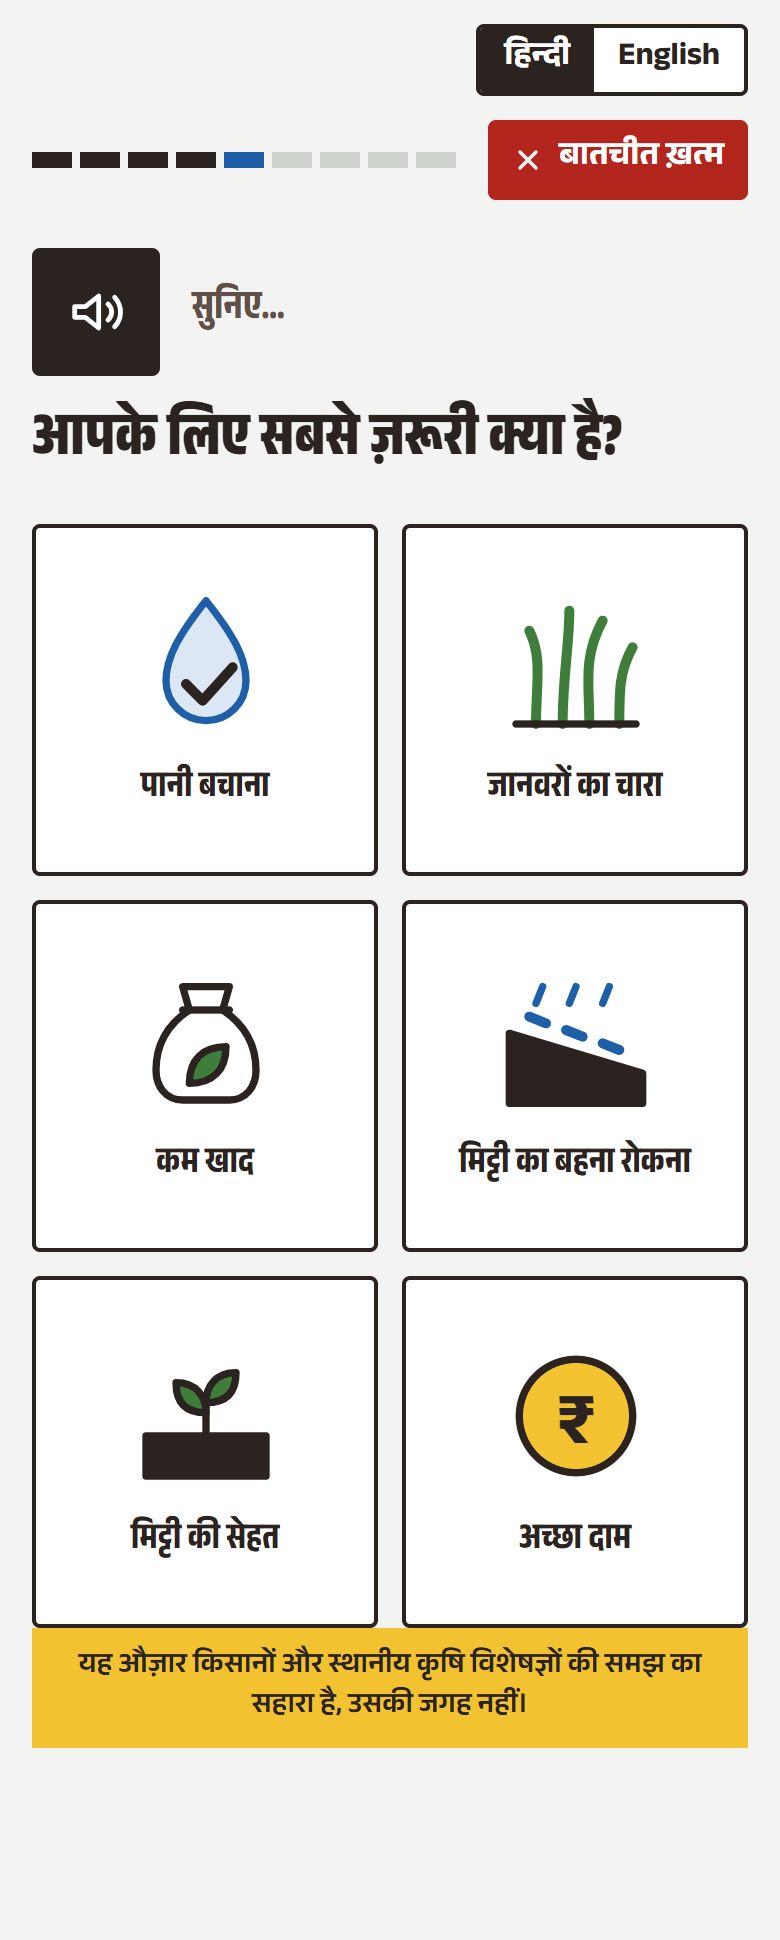 हिन्दी English
बातचीत ख़त्म
सुनिए...
आपके लिए सबसे ज़रूरी क्या है?
पानी बचाना
जानवरों का चारा
कम खाद
मिट्टी का बहना रोकना
मिट्टी की सेहत
₹
अच्छा दाम
यह औज़ार किसानों और स्थानीय कृषि विशेषज्ञों की समझ का
सहारा है, उसकी जगह नहीं।